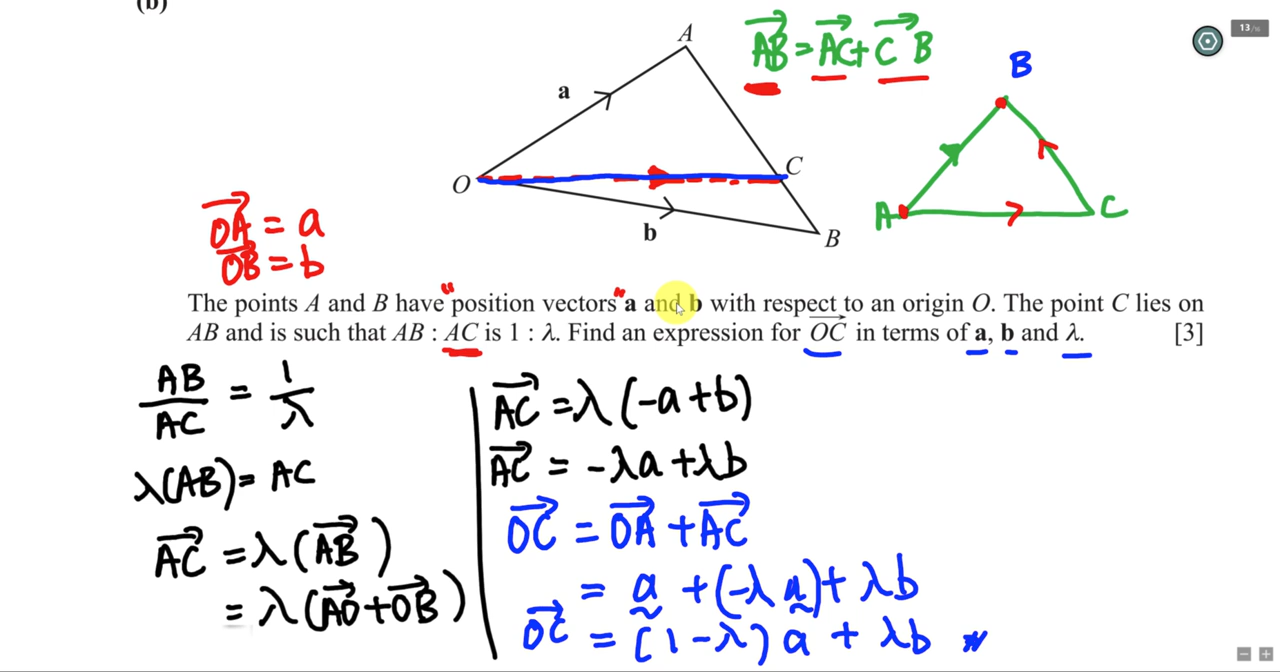 (b)
13/16
A
AB = AC + CB
B
a
C
O
A
C
b
B
OA = a
OB = b
" "
The points A and B have position vectors a and b with respect to an origin O. The point C lies on
AB and is such that AB : AC is 1 : λ. Find an expression for OC in terms of a, b and λ. [3]
AB/AC = 1/λ
λ(AB) = AC
AC = λ(AB)
= λ(AO + OB)
AC = λ(-a + b)
AC = -λa + λb
OC = OA + AC
= a + (-λa) + λb
OC = (1 - λ) a + λb